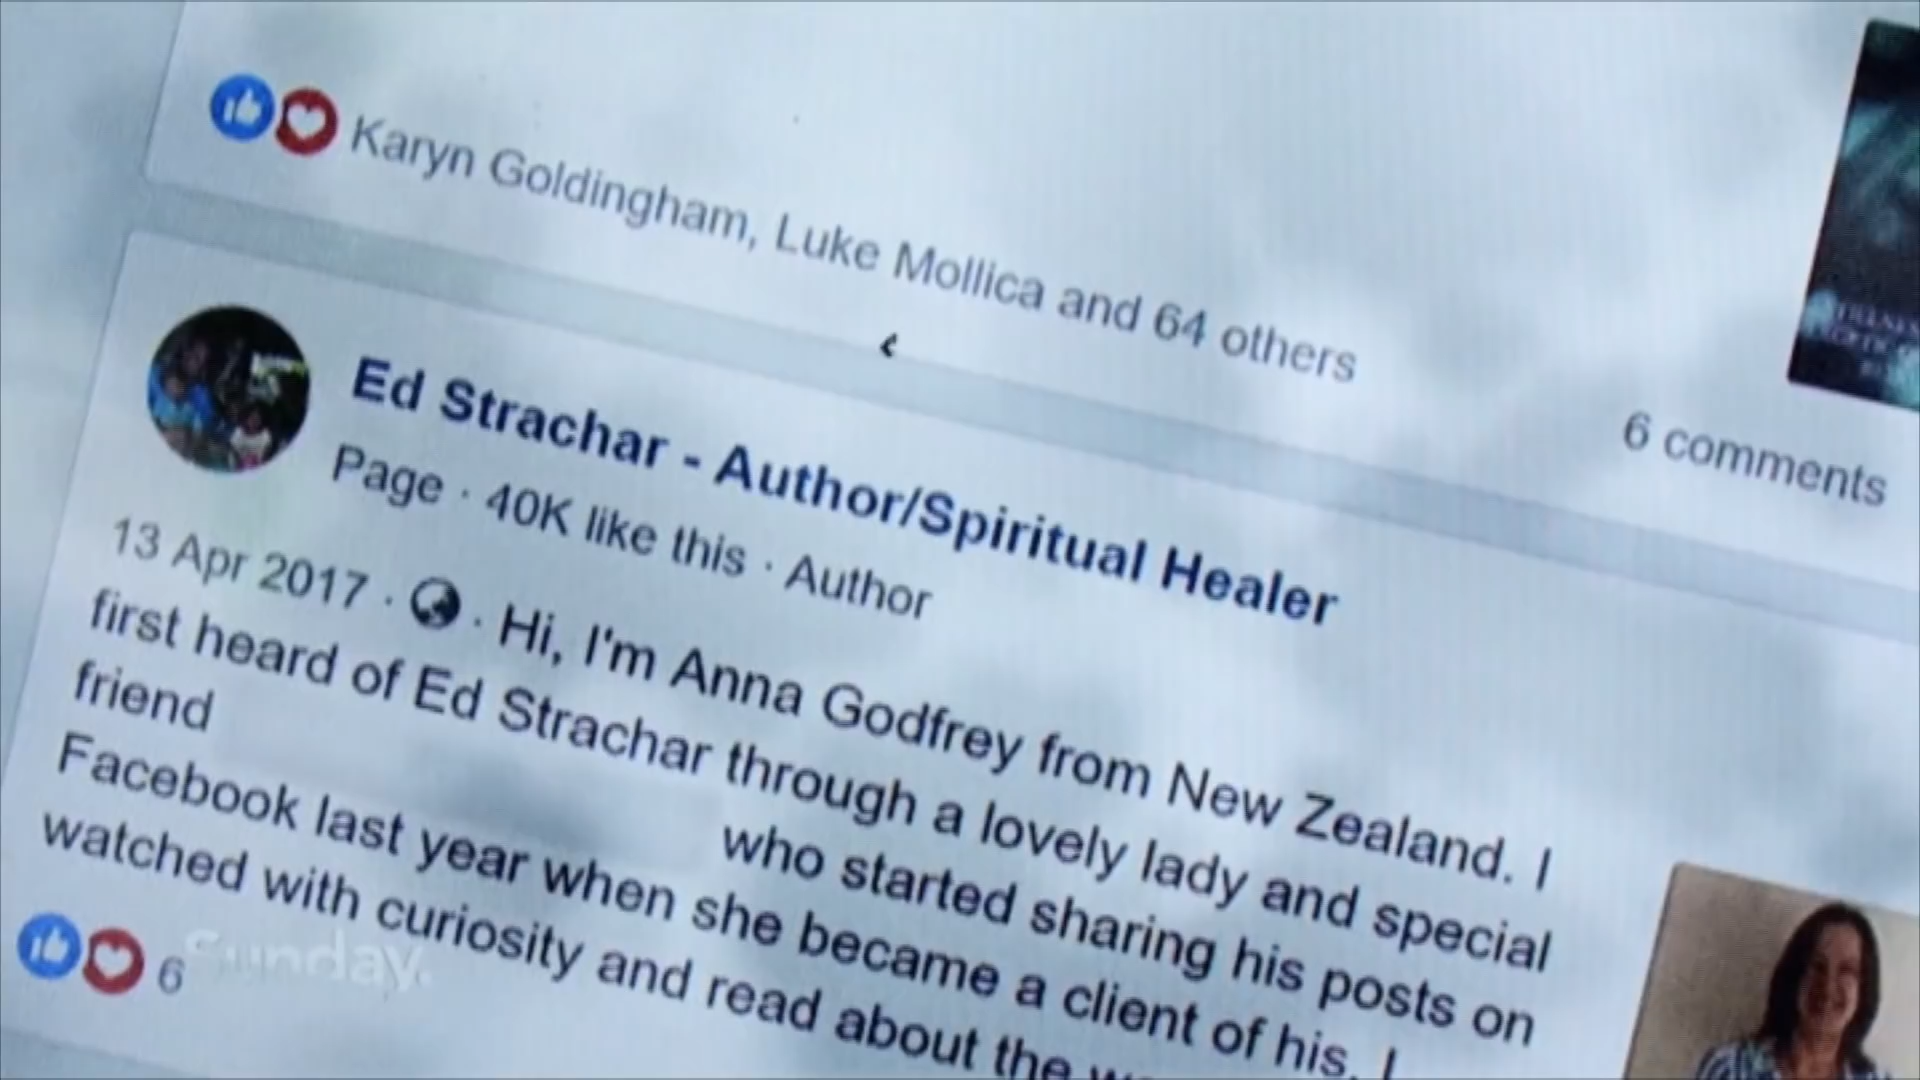 Karyn Goldingham, Luke Mollica and 64 others
6 comments
Ed Strachar - Author/Spiritual Healer
Page · 40K like this · Author
13 Apr 2017 · Hi, I'm Anna Godfrey from New Zealand. I
first heard of Ed Strachar through a lovely lady and special
friend who started sharing his posts on
Facebook last year when she became a client of his. I
watched with curiosity and read about the
6
Sunday.